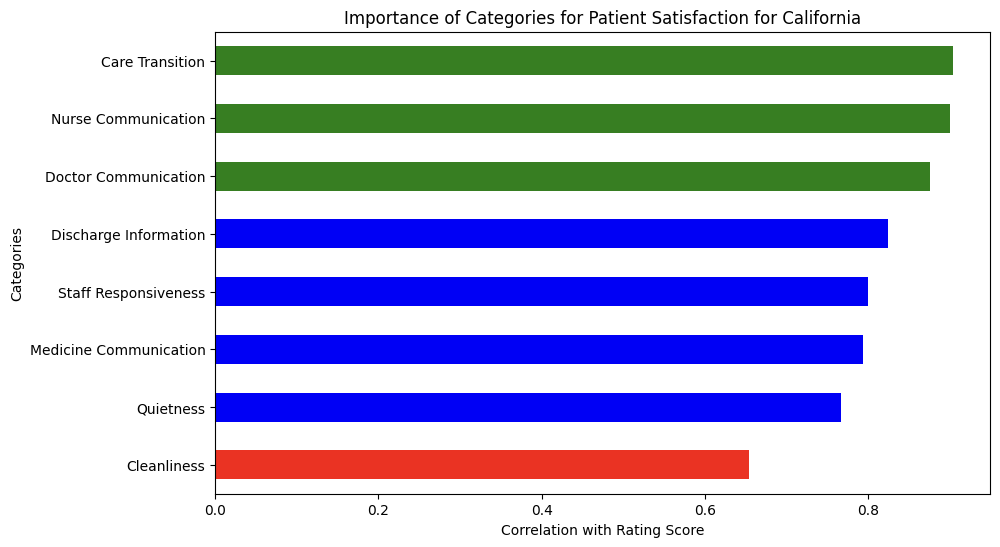 Importance of Categories for Patient Satisfaction for California
Categories
Care Transition
Nurse Communication
Doctor Communication
Discharge Information
Staff Responsiveness
Medicine Communication
Quietness
Cleanliness
0.0 0.2 0.4 0.6 0.8
Correlation with Rating Score